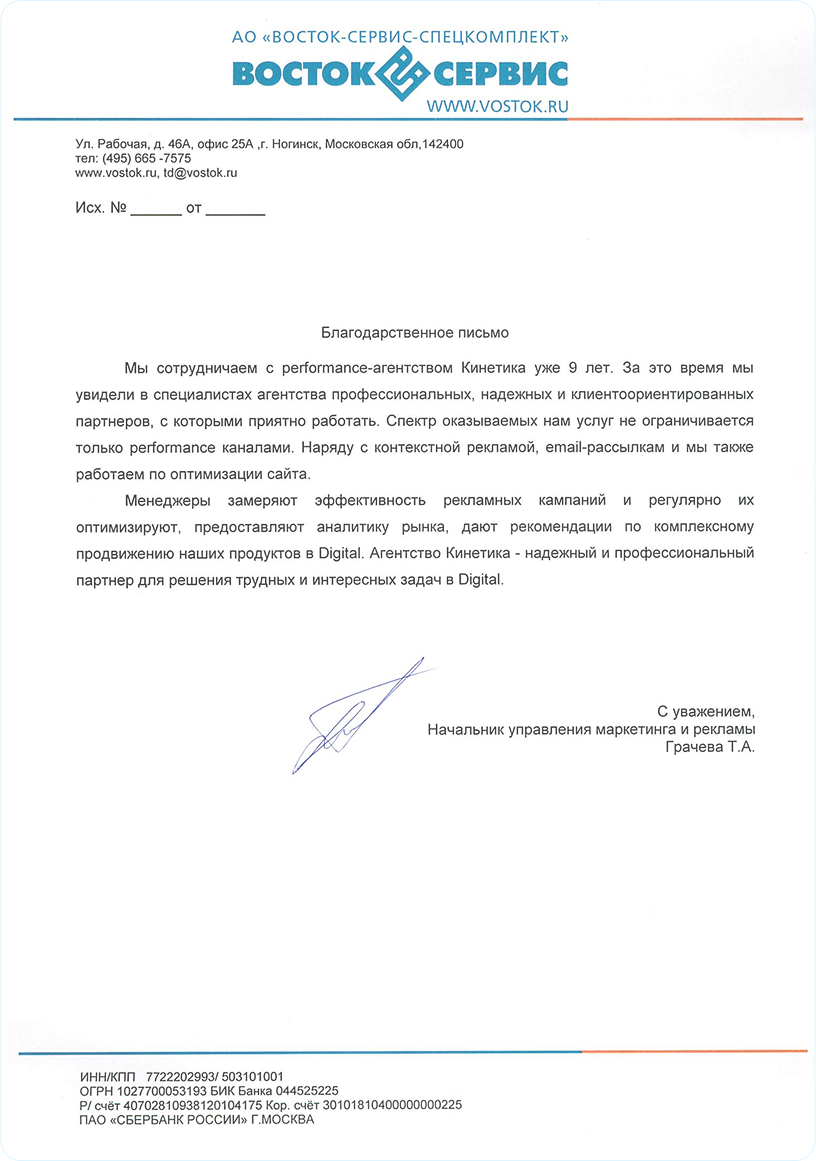 АО «ВОСТОК-СЕРВИС-СПЕЦКОМПЛЕКТ»
ВОСТОК СЕРВИС
WWW.VOSTOK.RU
Ул. Рабочая, д. 46А, офис 25А ,г. Ногинск, Московская обл,142400
тел: (495) 665 -7575
www.vostok.ru, td@vostok.ru
Исх. № ______ от _______
Благодарственное письмо
Мы сотрудничаем с performance-агентством Кинетика уже 9 лет. За это время мы
увидели в специалистах агентства профессиональных, надежных и клиентоориентированных
партнеров, с которыми приятно работать. Спектр оказываемых нам услуг не ограничивается
только performance каналами. Наряду с контекстной рекламой, email-рассылкам и мы также
работаем по оптимизации сайта.
Менеджеры замеряют эффективность рекламных кампаний и регулярно их
оптимизируют, предоставляют аналитику рынка, дают рекомендации по комплексному
продвижению наших продуктов в Digital. Агентство Кинетика - надежный и профессиональный
партнер для решения трудных и интересных задач в Digital.
С уважением,
Начальник управления маркетинга и рекламы
Грачева Т.А.
ИНН/КПП 7722202993/ 503101001
ОГРН 1027700053193 БИК Банка 044525225
Р/ счёт 40702810938120104175 Кор. счёт 30101810400000000225
ПАО «СБЕРБАНК РОССИИ» Г.МОСКВА